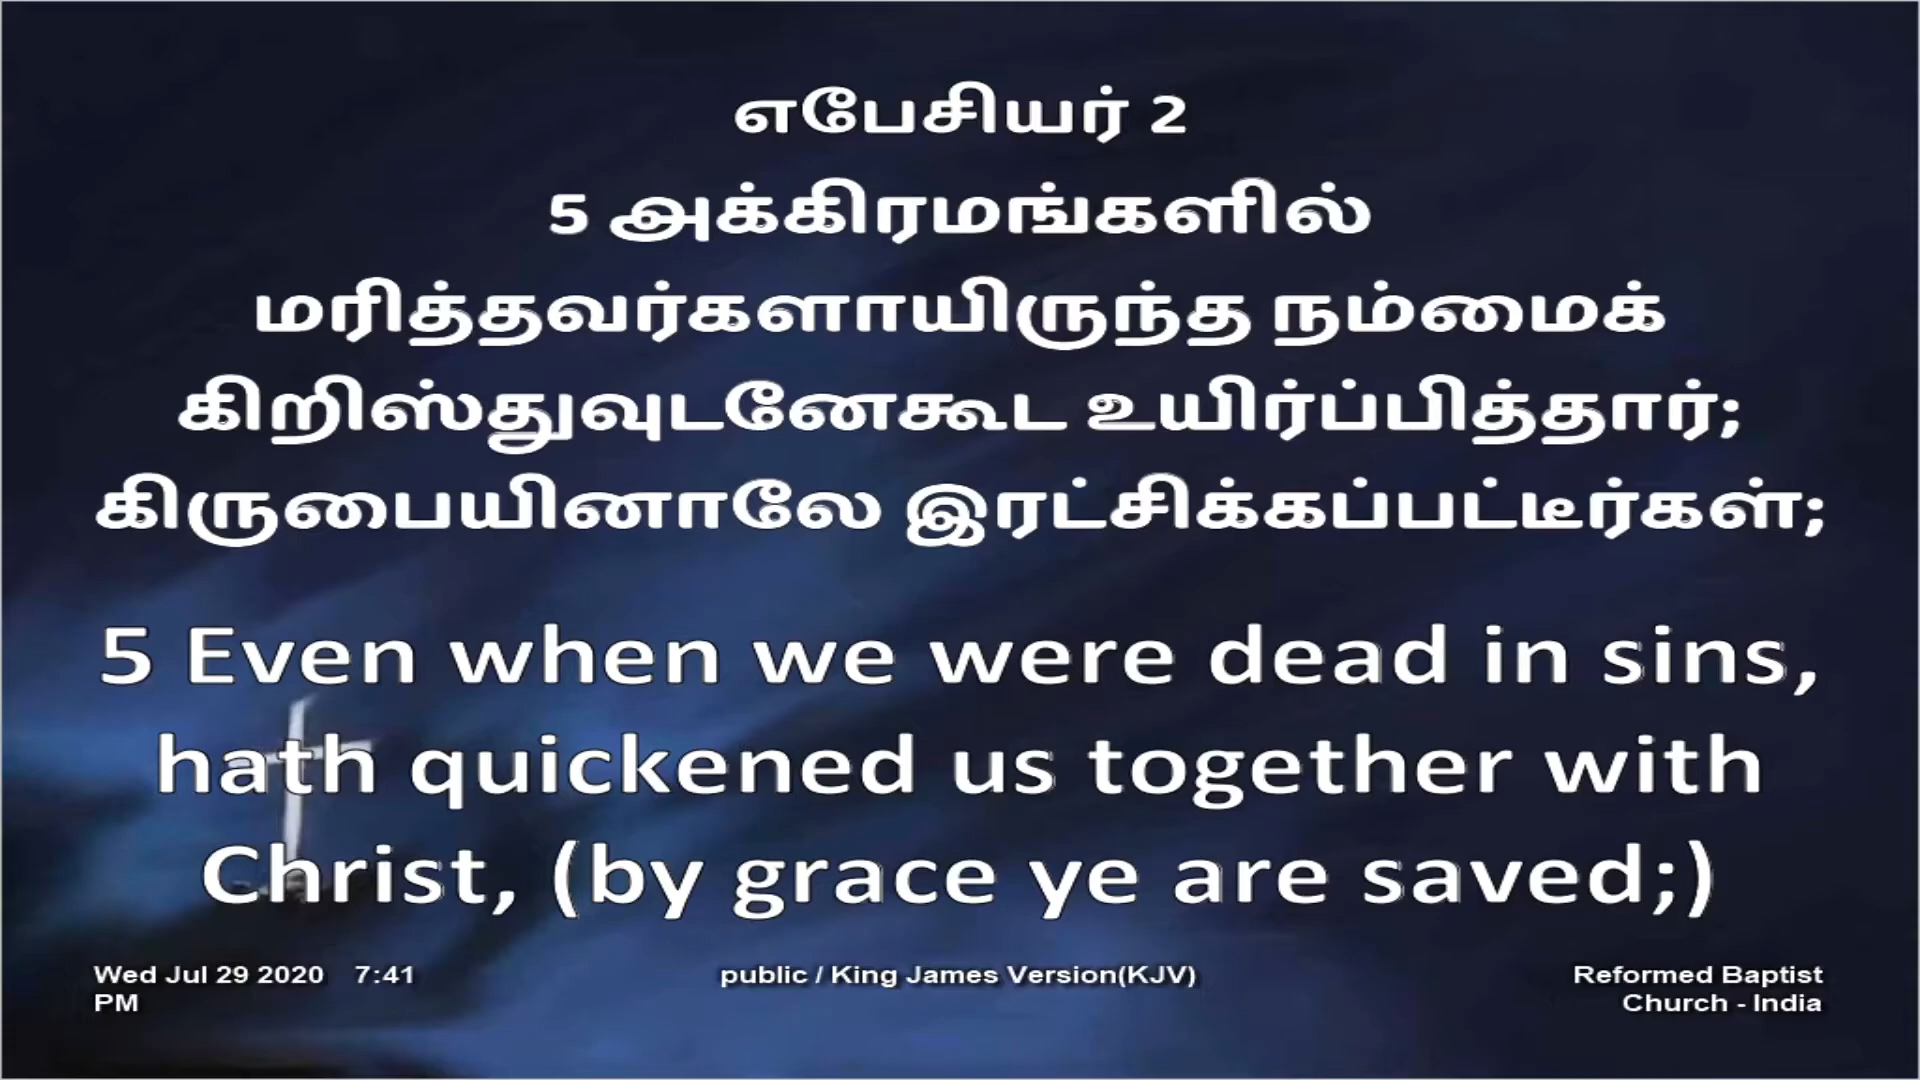 எபேசியர் 2
5 அக்கிரமங்களில்
மரித்தவர்களாயிருந்த நம்மைக்
கிறிஸ்துவுடனேகூட உயிர்ப்பித்தார்;
கிருபையினாலே இரட்சிக்கப்பட்டீர்கள்;
5 Even when we were dead in sins,
hath quickened us together with
Christ, (by grace ye are saved;)
Wed Jul 29 2020 7:41
PM
public / King James Version(KJV)
Reformed Baptist
Church - India